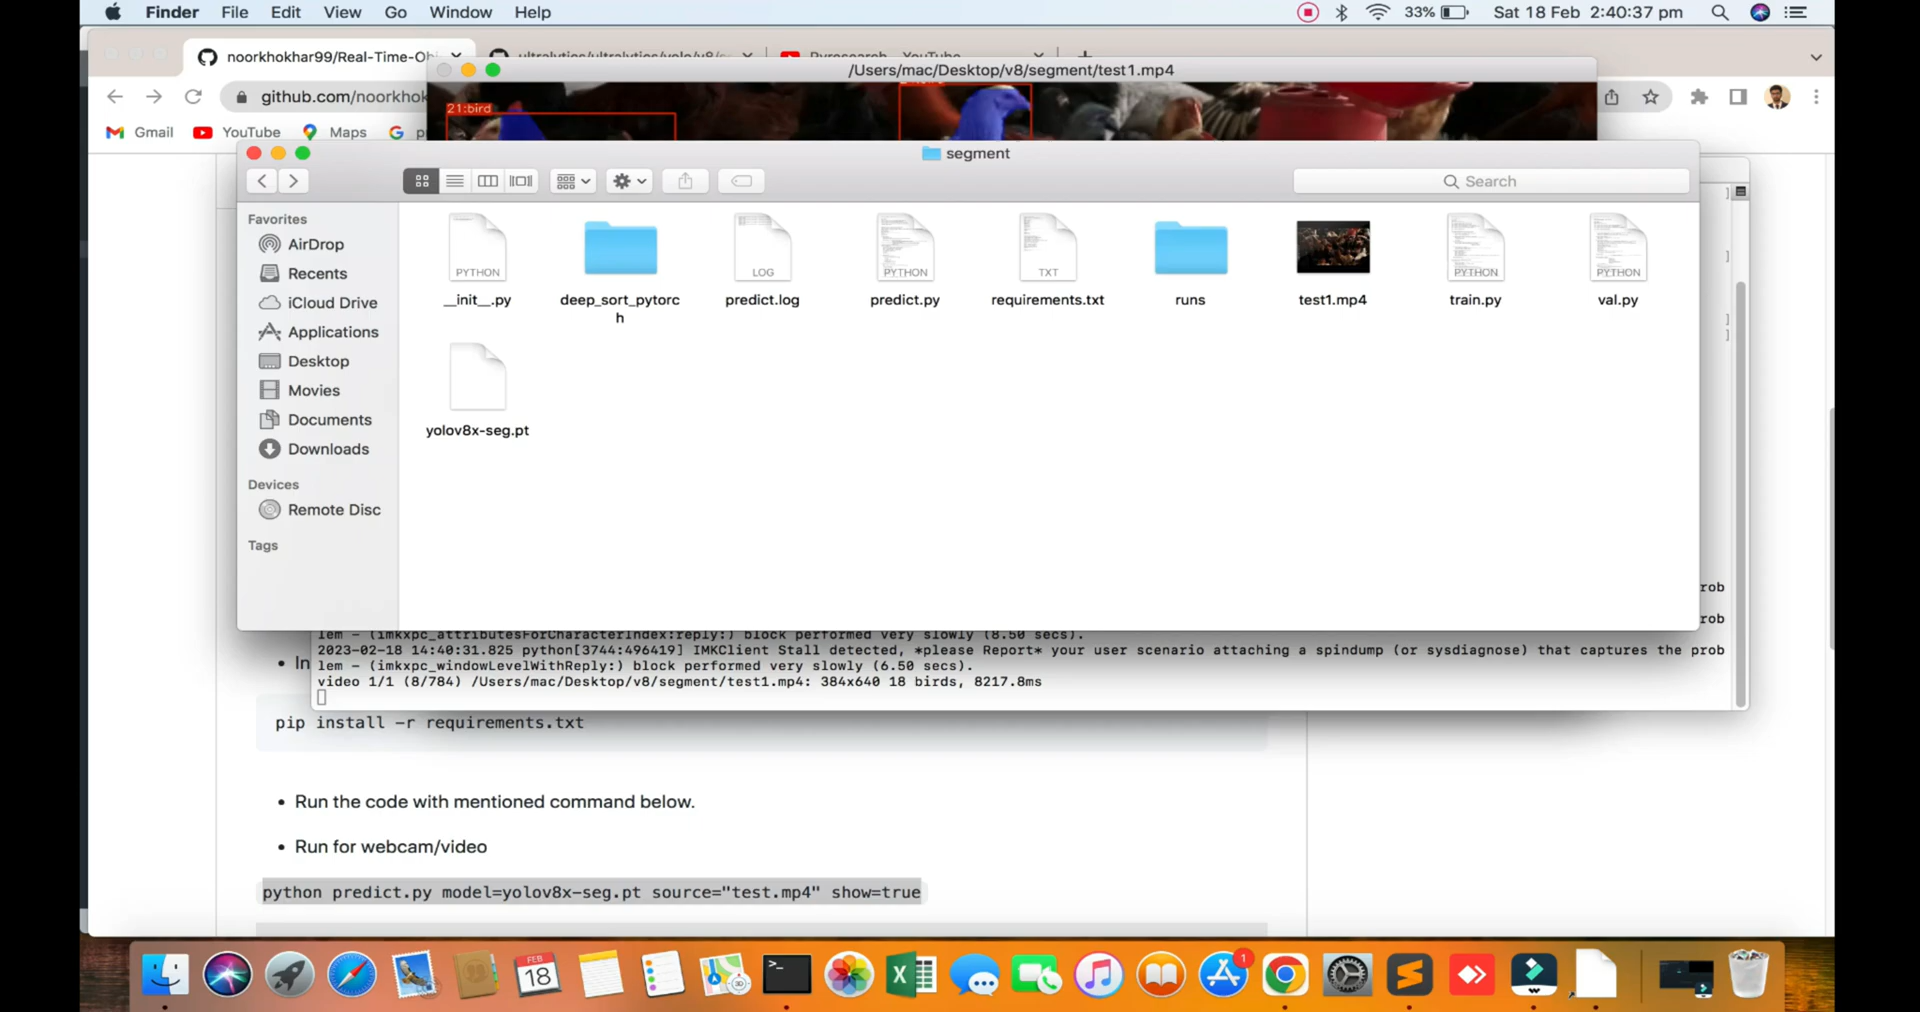 Finder File Edit View Go Window Help 33% Sat 18 Feb 2:40:37 pm
noorkhokhar99/Real-Time-Ob
/Users/mac/Desktop/v8/segment/test1.mp4
github.com/noorkhok
21:bird
Gmail YouTube Maps
segment
Search
Favorites
AirDrop
Recents
iCloud Drive
Applications
Desktop
Movies
Documents
Downloads
Devices
Remote Disc
Tags
PYTHON LOG PYTHON TXT PYTHON PYTHON
__init__.py deep_sort_pytorc predict.log predict.py requirements.txt runs test1.mp4 train.py val.py
h
yolov8x-seg.pt
rob
rob
lem - (imkxpc_attributesForCharacterIndex:reply:) block performed very slowly (8.50 secs).
2023-02-18 14:40:31.825 python[3744:496419] IMKClient Stall detected, *please Report* your user scenario attaching a spindump (or sysdiagnose) that captures the prob
lem - (imkxpc_windowLevelWithReply:) block performed very slowly (6.50 secs).
video 1/1 (8/784) /Users/mac/Desktop/v8/segment/test1.mp4: 384x640 18 birds, 8217.8ms
• In
pip install -r requirements.txt
• Run the code with mentioned command below.
• Run for webcam/video
python predict.py model=yolov8x-seg.pt source="test.mp4" show=true
FEB
18
1